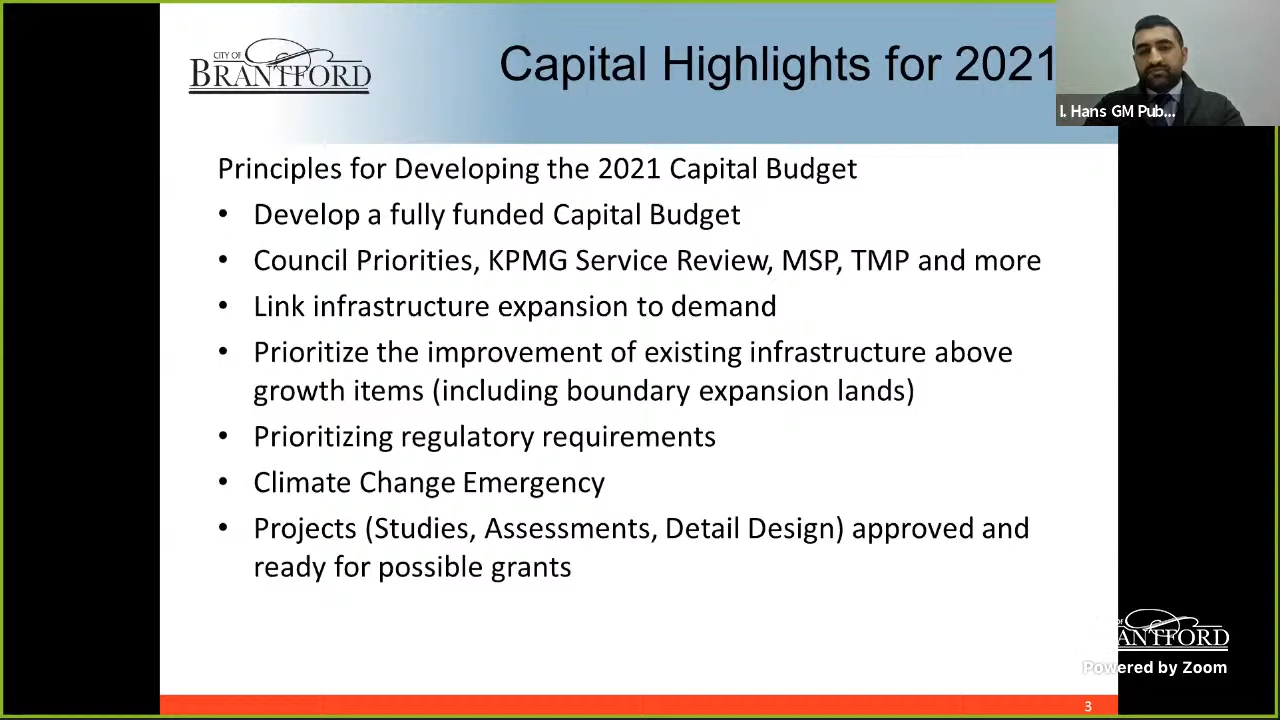 CITY OF
BRANTFORD
Capital Highlights for 2021
I. Hans GM Pub...
Principles for Developing the 2021 Capital Budget
• Develop a fully funded Capital Budget
• Council Priorities, KPMG Service Review, MSP, TMP and more
• Link infrastructure expansion to demand
• Prioritize the improvement of existing infrastructure above
growth items (including boundary expansion lands)
• Prioritizing regulatory requirements
• Climate Change Emergency
• Projects (Studies, Assessments, Detail Design) approved and
ready for possible grants
OF
ANTFORD
Powered by Zoom
3